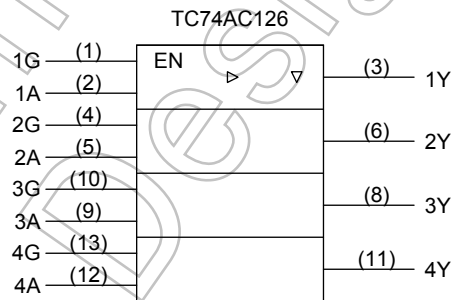 TC74AC126
1G (1) EN (3) 1Y
1A (2)
2G (4) (6) 2Y
2A (5)
3G (10) (8) 3Y
3A (9)
4G (13) (11) 4Y
4A (12)